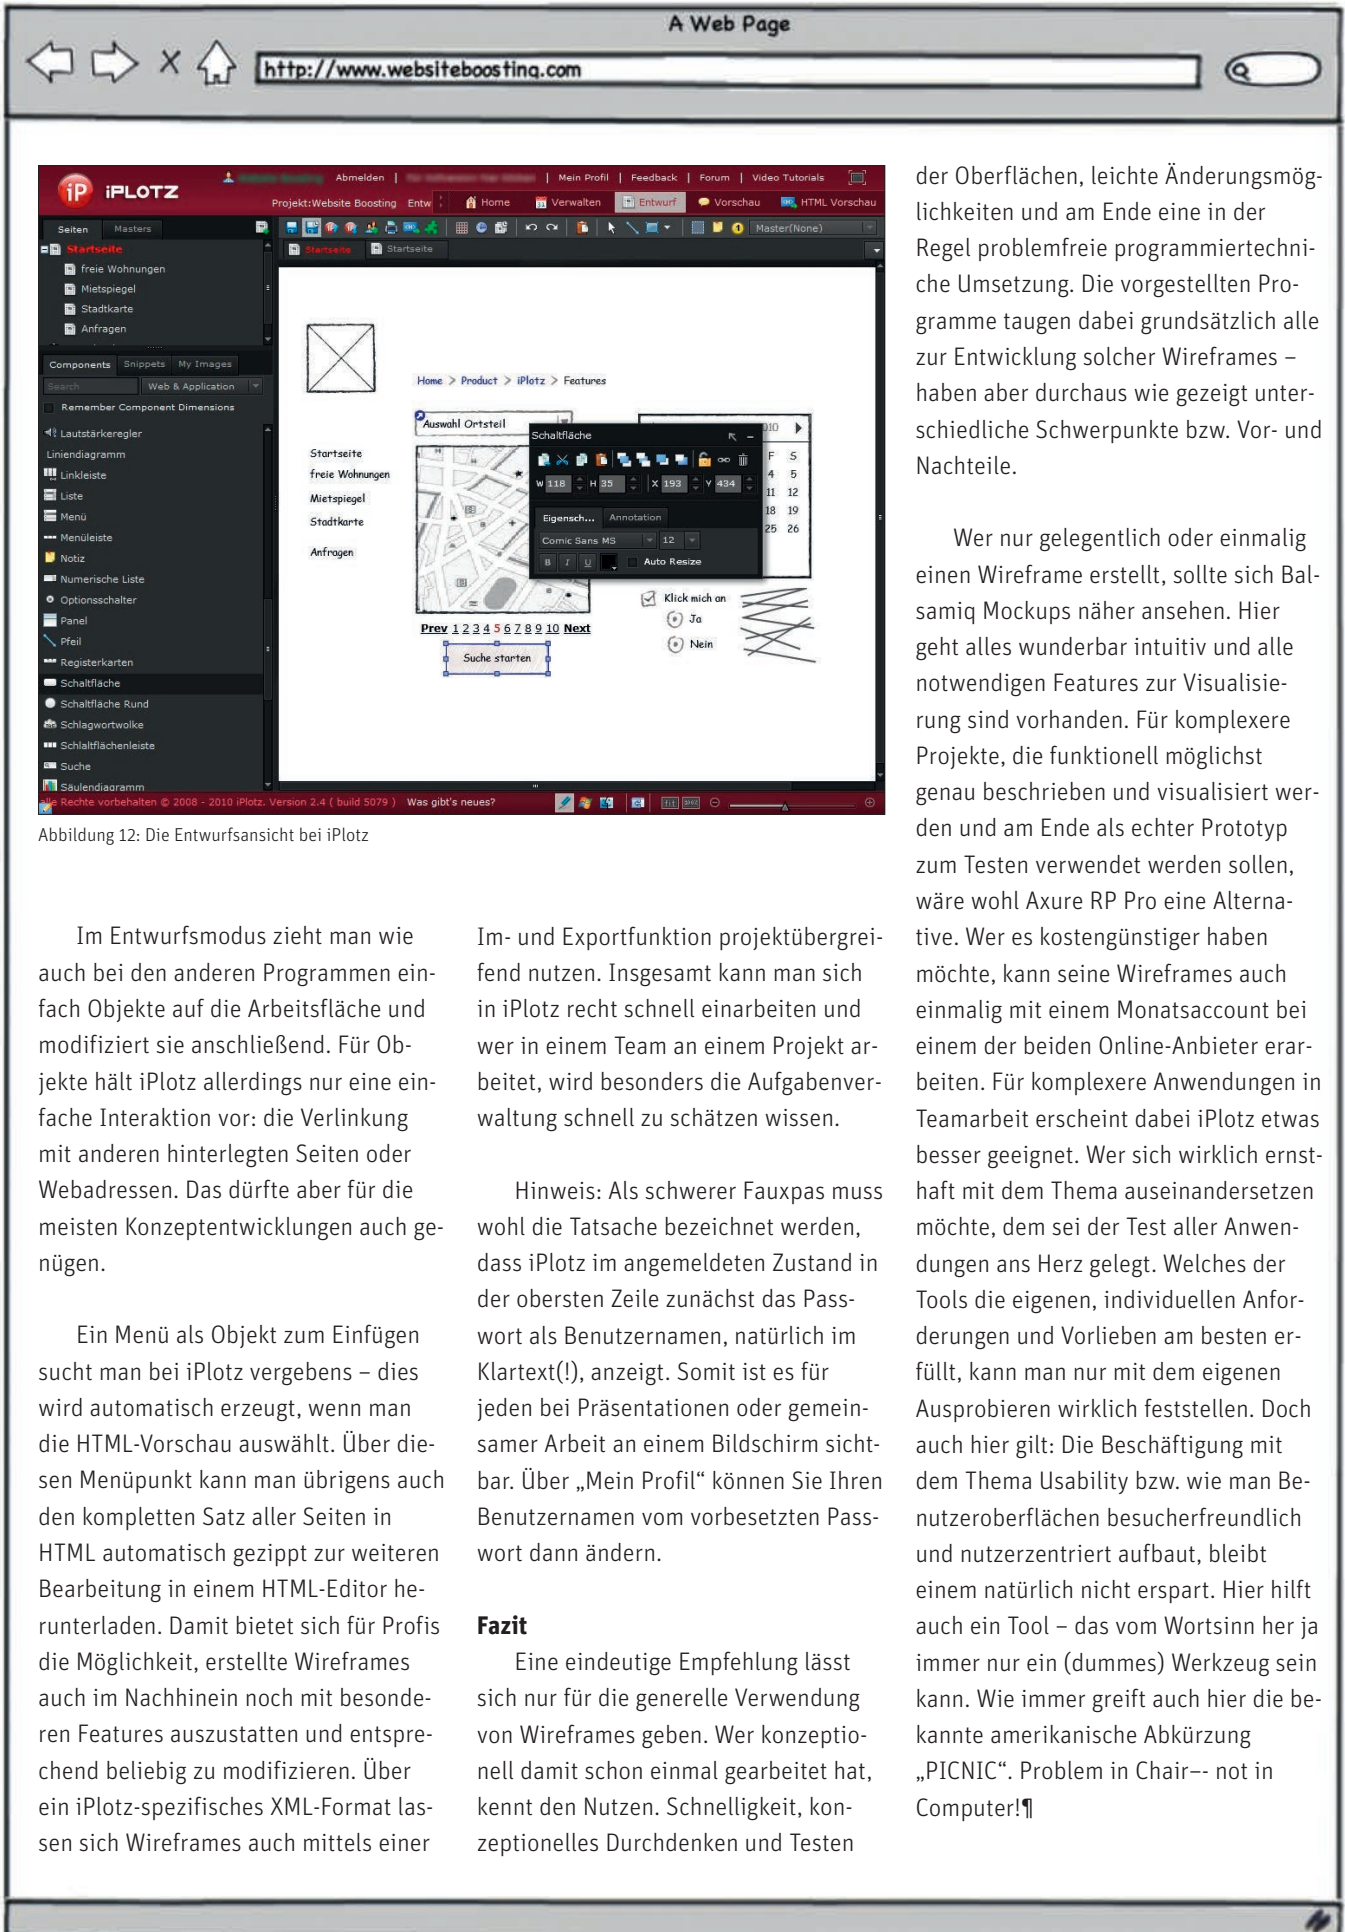 A Web Page
http://www.websiteboosting.com
iP iPLOTZ
Abmelden | | Mein Profil | Feedback | Forum | Video Tutorials
Projekt:Website Boosting Entw Home Verwalten Entwurf Vorschau HTML Vorschau
Seiten Masters
Master(None)
Startseite
Startseite Startseite
freie Wohnungen
Mietspiegel
Stadtkarte
Anfragen
Components Snippets My Images
Search Web & Application
Remember Component Dimensions
Lautstärkeregler
Liniendiagramm
Linkleiste
Liste
Menü
Menüleiste
Notiz
Numerische Liste
Optionsschalter
Panel
Pfeil
Registerkarten
Schaltfläche
Schaltfläche Rund
Schlagwortwolke
Schlaltflächenleiste
Suche
Säulendiagramm
Home > Product > iPlotz > Features
Auswahl Ortsteil
Startseite
freie Wohnungen
Mietspiegel
Stadtkarte
Anfragen
Schaltfläche
W 118 H 35 X 193 Y 434
Eigensch... Annotation
Comic Sans MS 12
B I U Auto Resize
010
F S
4 5
11 12
18 19
25 26
Klick mich an
Ja
Nein
Prev 1 2 3 4 5 6 7 8 9 10 Next
Suche starten
alle Rechte vorbehalten © 2008 - 2010 iPlotz. Version 2.4 ( build 5079 ) Was gibt's neues?
Abbildung 12: Die Entwurfsansicht bei iPlotz
Im Entwurfsmodus zieht man wie
auch bei den anderen Programmen ein-
fach Objekte auf die Arbeitsfläche und
modifiziert sie anschließend. Für Ob-
jekte hält iPlotz allerdings nur eine ein-
fache Interaktion vor: die Verlinkung
mit anderen hinterlegten Seiten oder
Webadressen. Das dürfte aber für die
meisten Konzeptentwicklungen auch ge-
nügen.
Ein Menü als Objekt zum Einfügen
sucht man bei iPlotz vergebens – dies
wird automatisch erzeugt, wenn man
die HTML-Vorschau auswählt. Über die-
sen Menüpunkt kann man übrigens auch
den kompletten Satz aller Seiten in
HTML automatisch gezippt zur weiteren
Bearbeitung in einem HTML-Editor he-
runterladen. Damit bietet sich für Profis
die Möglichkeit, erstellte Wireframes
auch im Nachhinein noch mit besonde-
ren Features auszustatten und entspre-
chend beliebig zu modifizieren. Über
ein iPlotz-spezifisches XML-Format las-
sen sich Wireframes auch mittels einer
Im- und Exportfunktion projektübergrei-
fend nutzen. Insgesamt kann man sich
in iPlotz recht schnell einarbeiten und
wer in einem Team an einem Projekt ar-
beitet, wird besonders die Aufgabenver-
waltung schnell zu schätzen wissen.
Hinweis: Als schwerer Fauxpas muss
wohl die Tatsache bezeichnet werden,
dass iPlotz im angemeldeten Zustand in
der obersten Zeile zunächst das Pass-
wort als Benutzernamen, natürlich im
Klartext(!), anzeigt. Somit ist es für
jeden bei Präsentationen oder gemein-
samer Arbeit an einem Bildschirm sicht-
bar. Über „Mein Profil“ können Sie Ihren
Benutzernamen vom vorbesetzten Pass-
wort dann ändern.
Fazit
Eine eindeutige Empfehlung lässt
sich nur für die generelle Verwendung
von Wireframes geben. Wer konzeptio-
nell damit schon einmal gearbeitet hat,
kennt den Nutzen. Schnelligkeit, kon-
zeptionelles Durchdenken und Testen
der Oberflächen, leichte Änderungsmög-
lichkeiten und am Ende eine in der
Regel problemfreie programmiertechni-
che Umsetzung. Die vorgestellten Pro-
gramme taugen dabei grundsätzlich alle
zur Entwicklung solcher Wireframes –
haben aber durchaus wie gezeigt unter-
schiedliche Schwerpunkte bzw. Vor- und
Nachteile.
Wer nur gelegentlich oder einmalig
einen Wireframe erstellt, sollte sich Bal-
samiq Mockups näher ansehen. Hier
geht alles wunderbar intuitiv und alle
notwendigen Features zur Visualisie-
rung sind vorhanden. Für komplexere
Projekte, die funktionell möglichst
genau beschrieben und visualisiert wer-
den und am Ende als echter Prototyp
zum Testen verwendet werden sollen,
wäre wohl Axure RP Pro eine Alterna-
tive. Wer es kostengünstiger haben
möchte, kann seine Wireframes auch
einmalig mit einem Monatsaccount bei
einem der beiden Online-Anbieter erar-
beiten. Für komplexere Anwendungen in
Teamarbeit erscheint dabei iPlotz etwas
besser geeignet. Wer sich wirklich ernst-
haft mit dem Thema auseinandersetzen
möchte, dem sei der Test aller Anwen-
dungen ans Herz gelegt. Welches der
Tools die eigenen, individuellen Anfor-
derungen und Vorlieben am besten er-
füllt, kann man nur mit dem eigenen
Ausprobieren wirklich feststellen. Doch
auch hier gilt: Die Beschäftigung mit
dem Thema Usability bzw. wie man Be-
nutzeroberflächen besucherfreundlich
und nutzerzentriert aufbaut, bleibt
einem natürlich nicht erspart. Hier hilft
auch ein Tool – das vom Wortsinn her ja
immer nur ein (dummes) Werkzeug sein
kann. Wie immer greift auch hier die be-
kannte amerikanische Abkürzung
„PICNIC“. Problem in Chair–- not in
Computer!¶